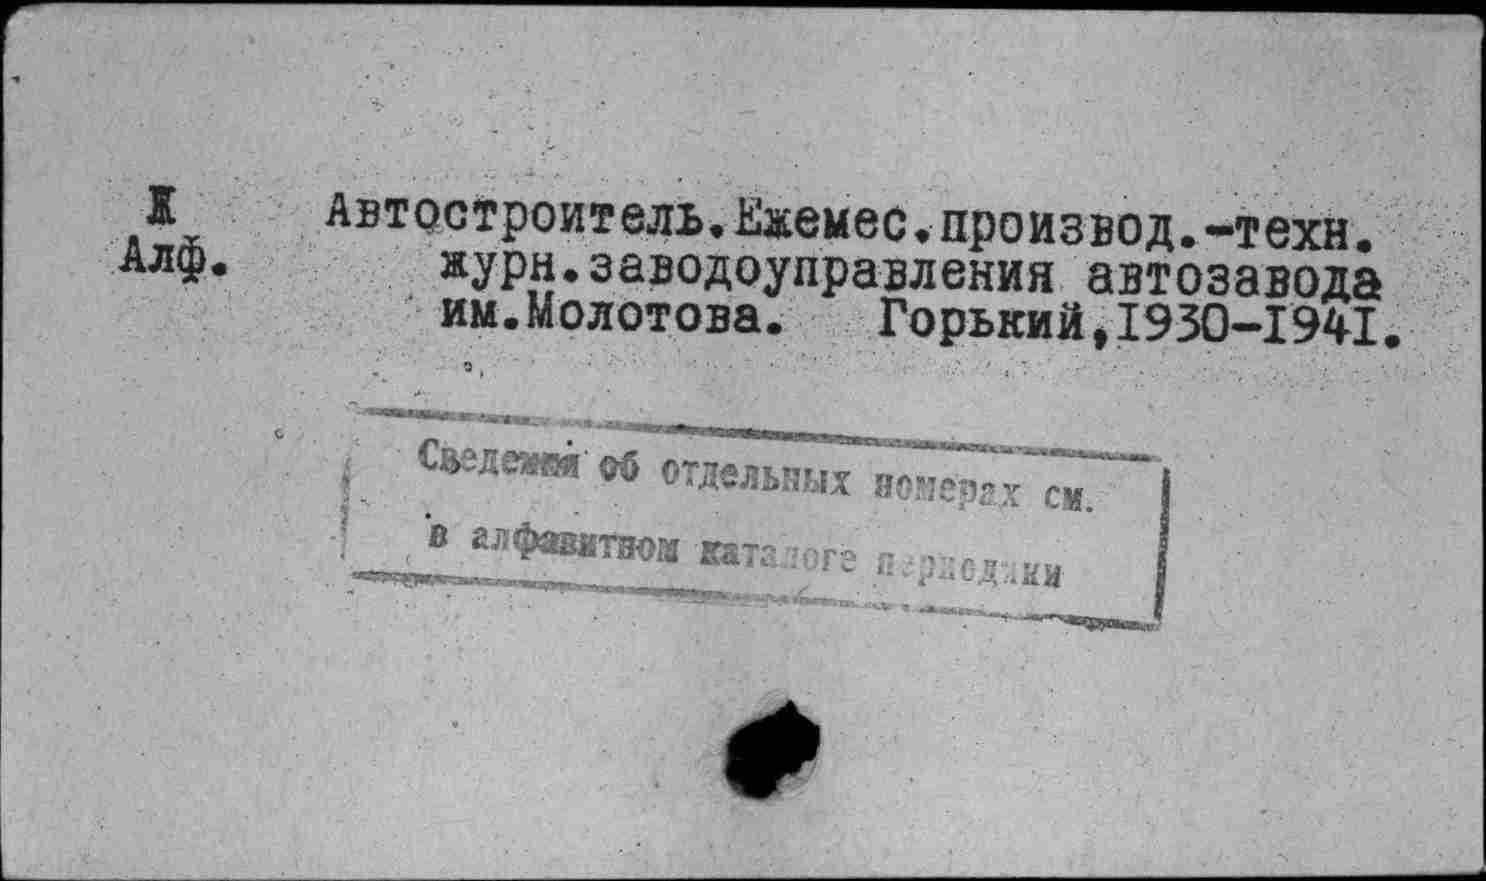 Ж Автостроитель.Ежемес.производ.-техн.
Алф. журн.заводоуправления автозавода
им.Молотова. Горький,1930-1941.
Сведения об отдельных номерах см.
в алфавитном каталоге периодики